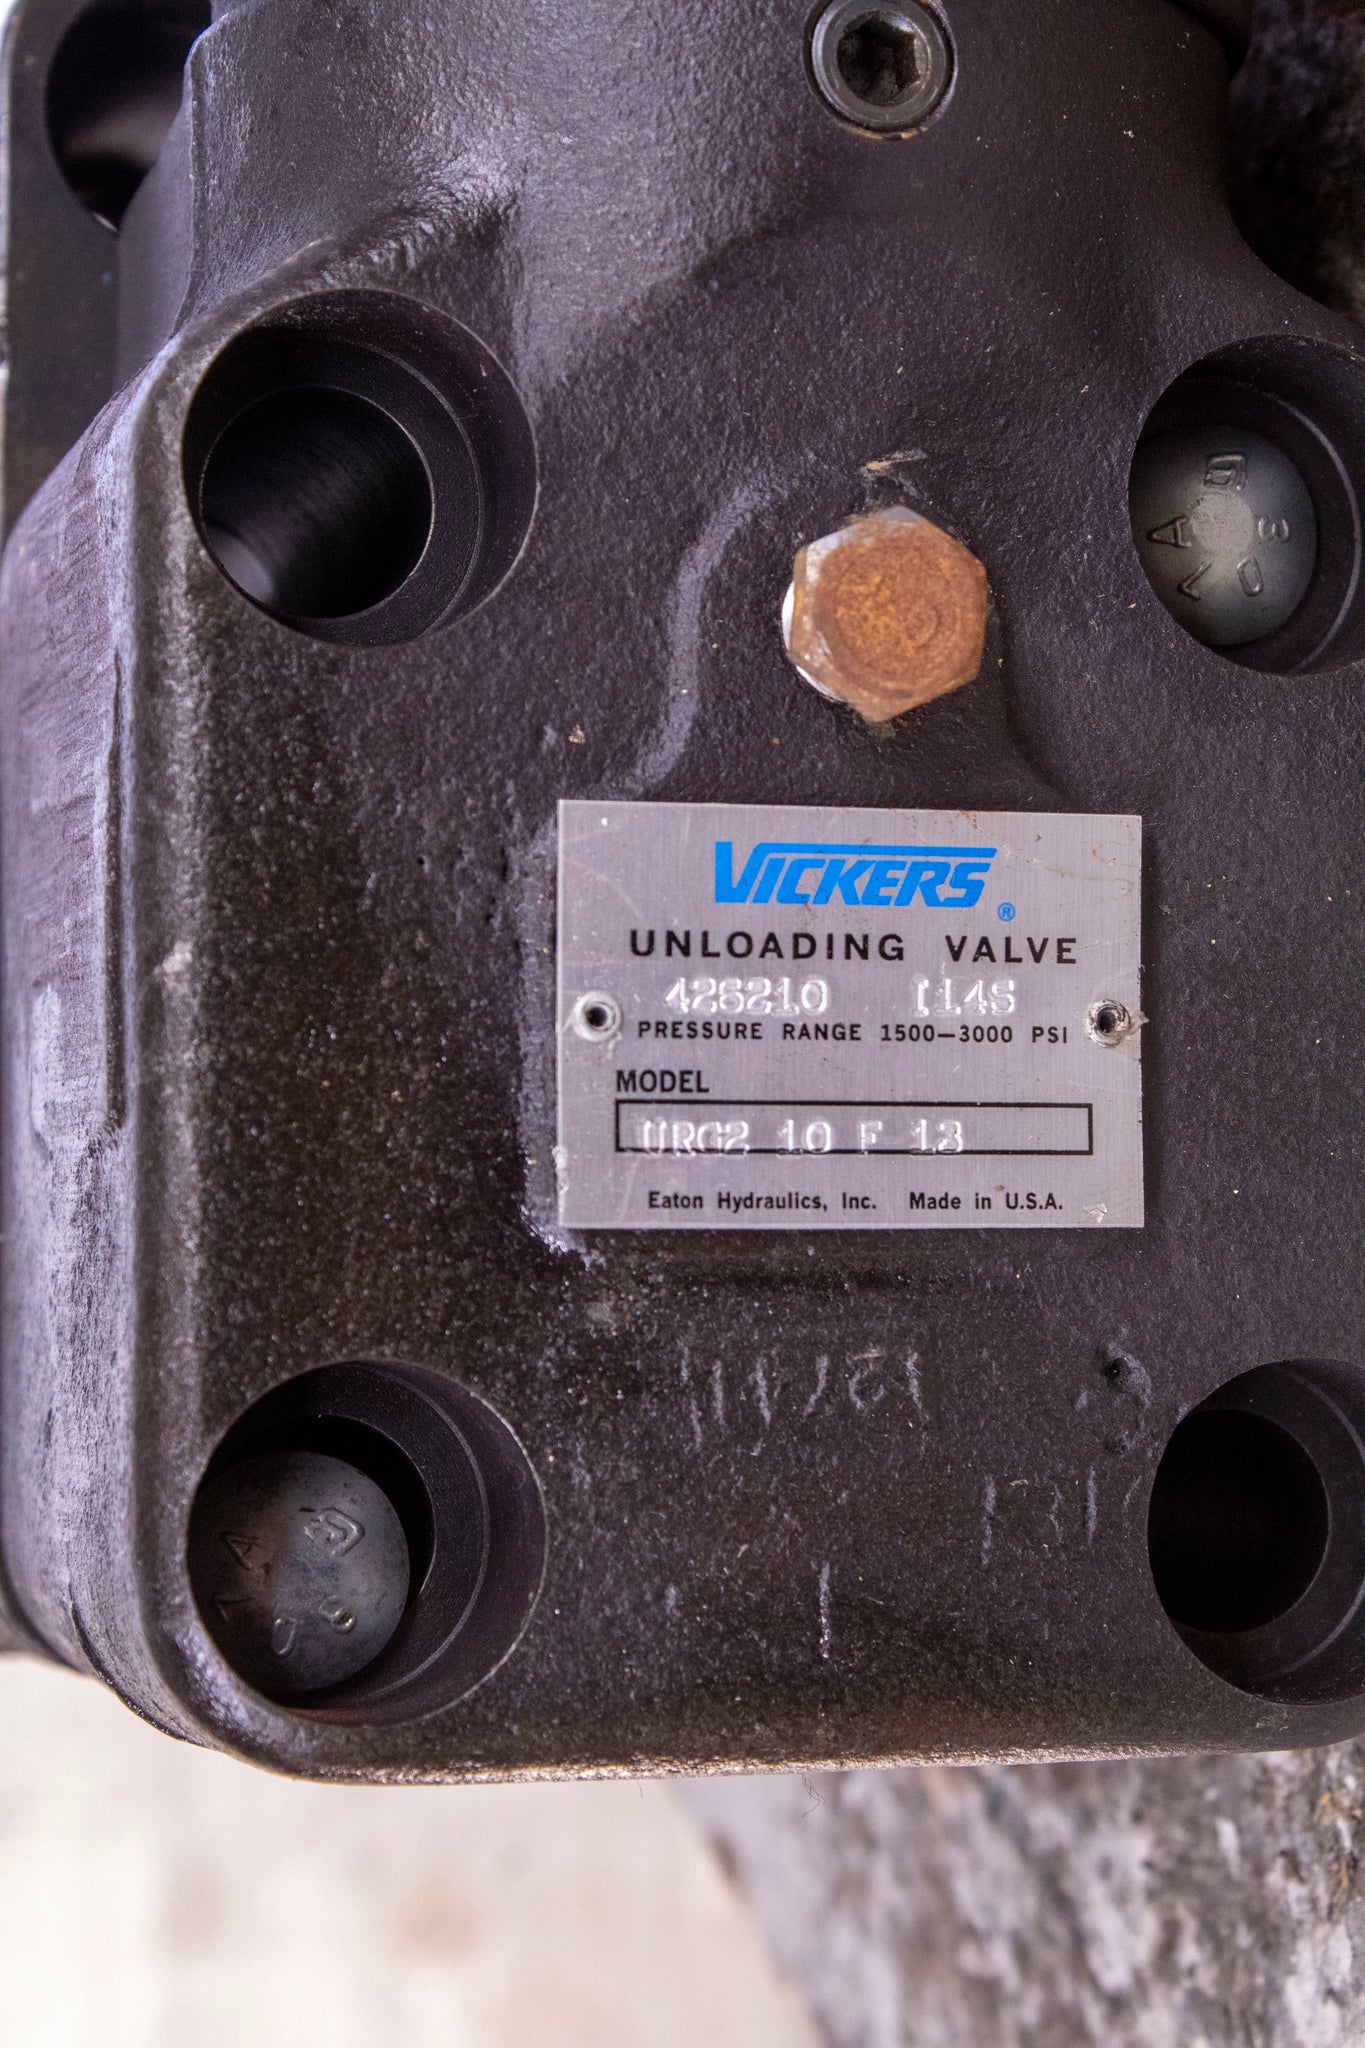 VICKERS®
UNLOADING VALVE
426210 I14S
PRESSURE RANGE 1500-3000 PSI
MODEL
URG2 10 F 13
Eaton Hydraulics, Inc. Made in U.S.A.
131